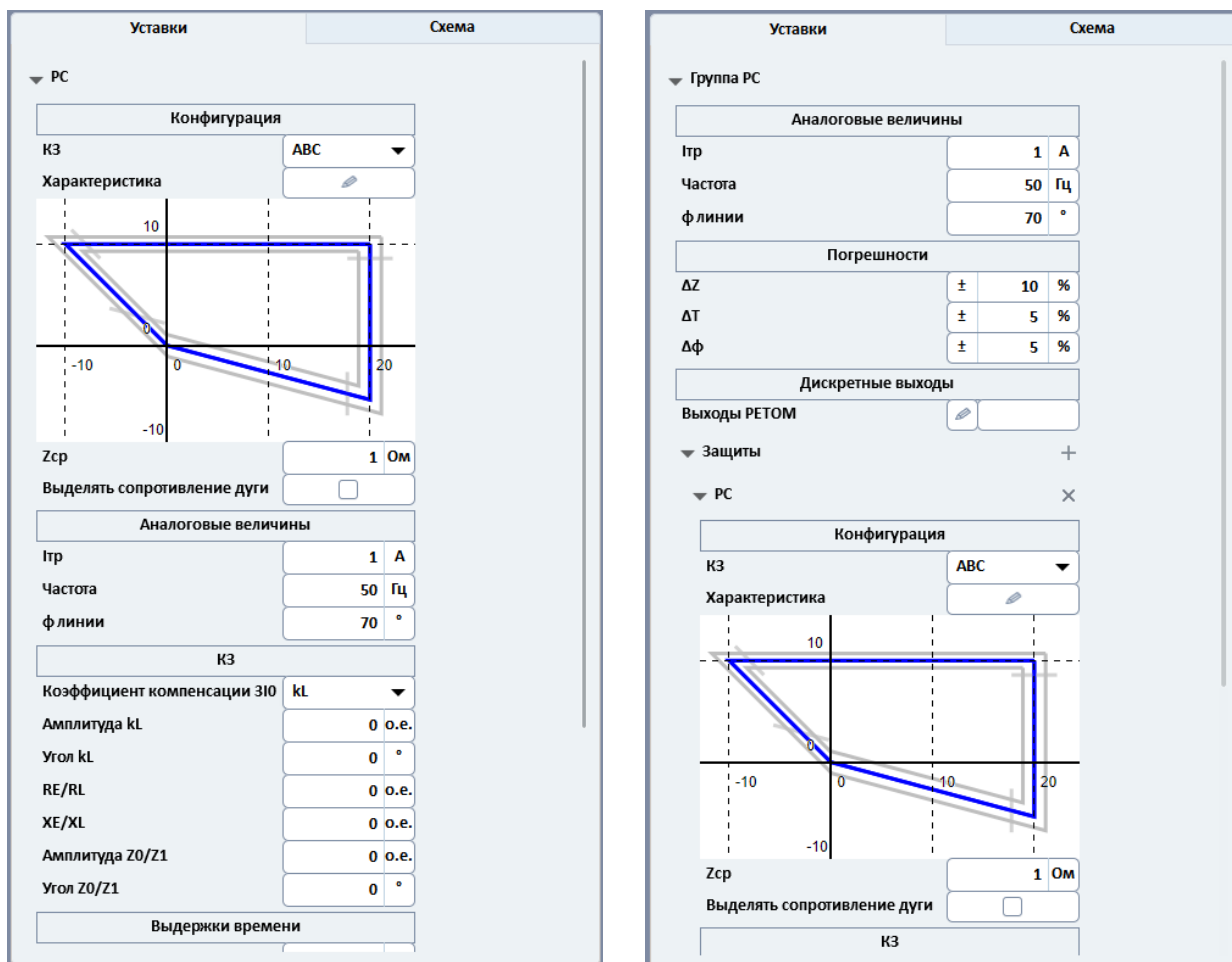 Уставки
Схема
РС
Конфигурация
КЗ
ABC
Характеристика
10
0
-10
0
10
20
-10
Zср
1 Ом
Выделять сопротивление дуги
Аналоговые величины
Iтр
1 А
Частота
50 Гц
ф линии
70 °
КЗ
Коэффициент компенсации 3I0
kL
Амплитуда kL
0 о.е.
Угол kL
0 °
RE/RL
0 о.е.
XE/XL
0 о.е.
Амплитуда Z0/Z1
0 о.е.
Угол Z0/Z1
0 °
Выдержки времени
Уставки
Схема
Группа РС
Аналоговые величины
Iтр
1 А
Частота
50 Гц
ф линии
70 °
Погрешности
ΔZ
± 10 %
ΔT
± 5 %
Δф
± 5 %
Дискретные выходы
Выходы РЕТОМ
Защиты
РС
Конфигурация
КЗ
ABC
Характеристика
10
0
-10
0
10
20
-10
Zср
1 Ом
Выделять сопротивление дуги
КЗ